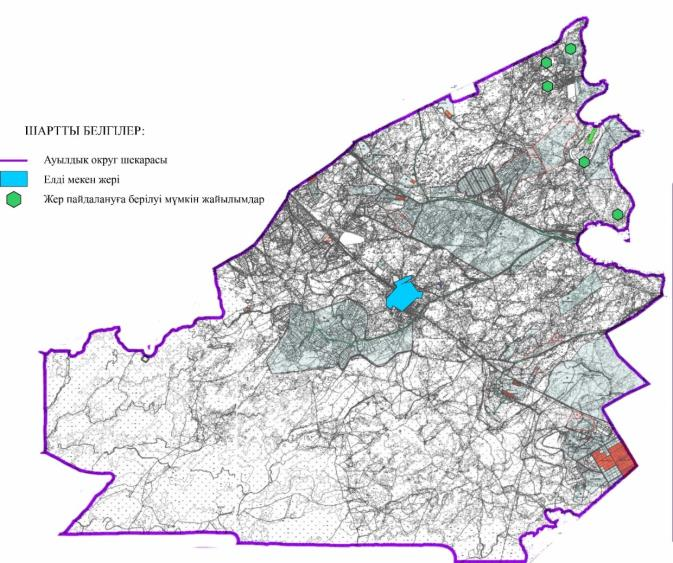 ШАРТТЫ БЕЛГІЛЕР:
Ауылдық округ шекарасы
Елді мекен жері
Жер пайдалануға берілуі мүмкін жайылымдар